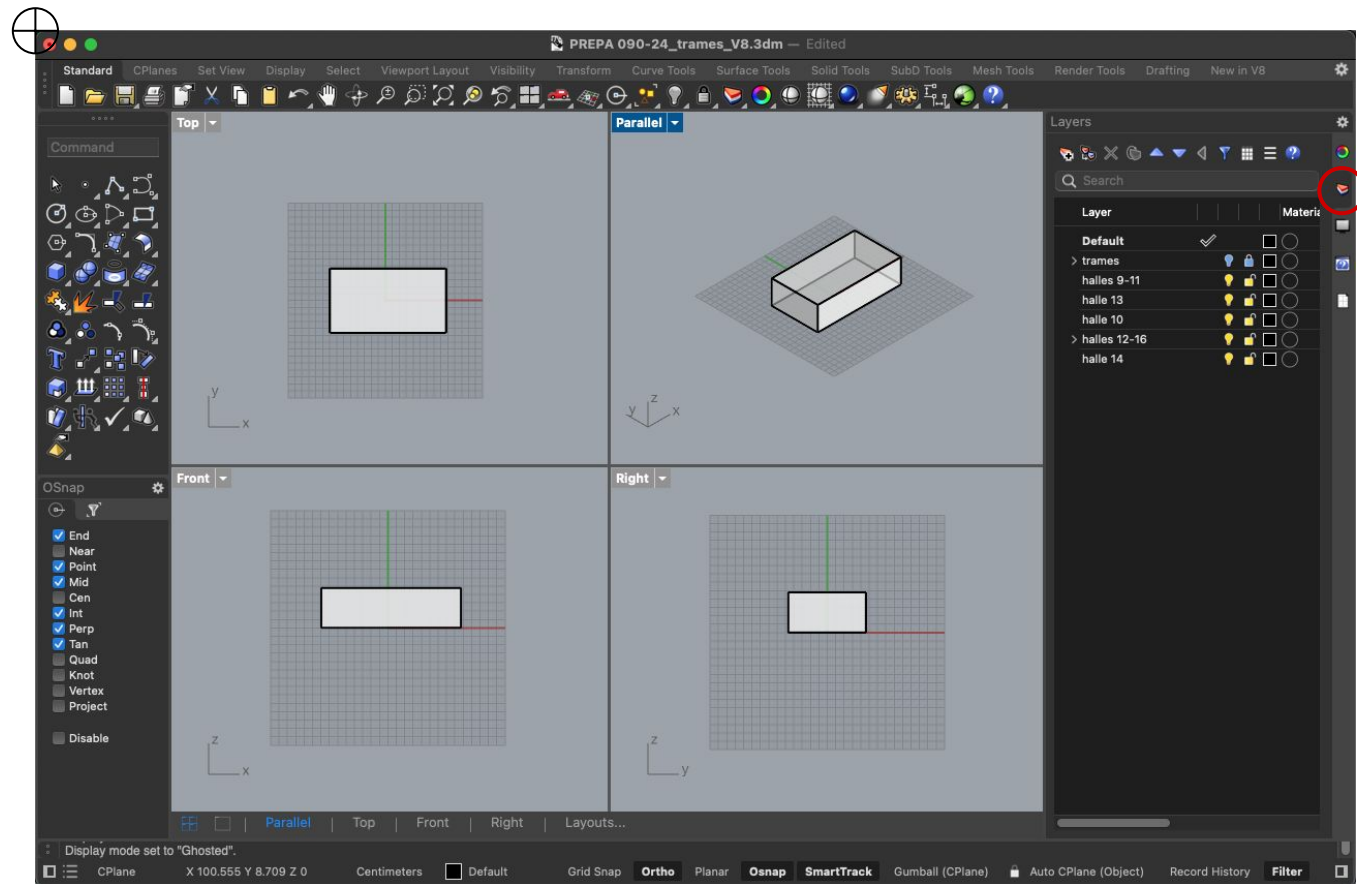 PREPA 090-24_trames_V8.3dm — Edited
Standard CPlanes Set View Display Select Viewport Layout Visibility Transform Curve Tools Surface Tools Solid Tools SubD Tools Mesh Tools Render Tools Drafting New in V8
Command
Top
Parallel
Layers
Search
Layer Materia
Default
> trames
halles 9-11
halle 13
halle 10
> halles 12-16
halle 14
y
x
z
y x
OSnap
End
Near
Point
Mid
Cen
Int
Perp
Tan
Quad
Knot
Vertex
Project
Disable
Front
Right
z
x
z
y
Parallel | Top | Front | Right | Layouts...
Display mode set to "Ghosted".
CPlane X 100.555 Y 8.709 Z 0 Centimeters Default Grid Snap Ortho Planar Osnap SmartTrack Gumball (CPlane) Auto CPlane (Object) Record History Filter